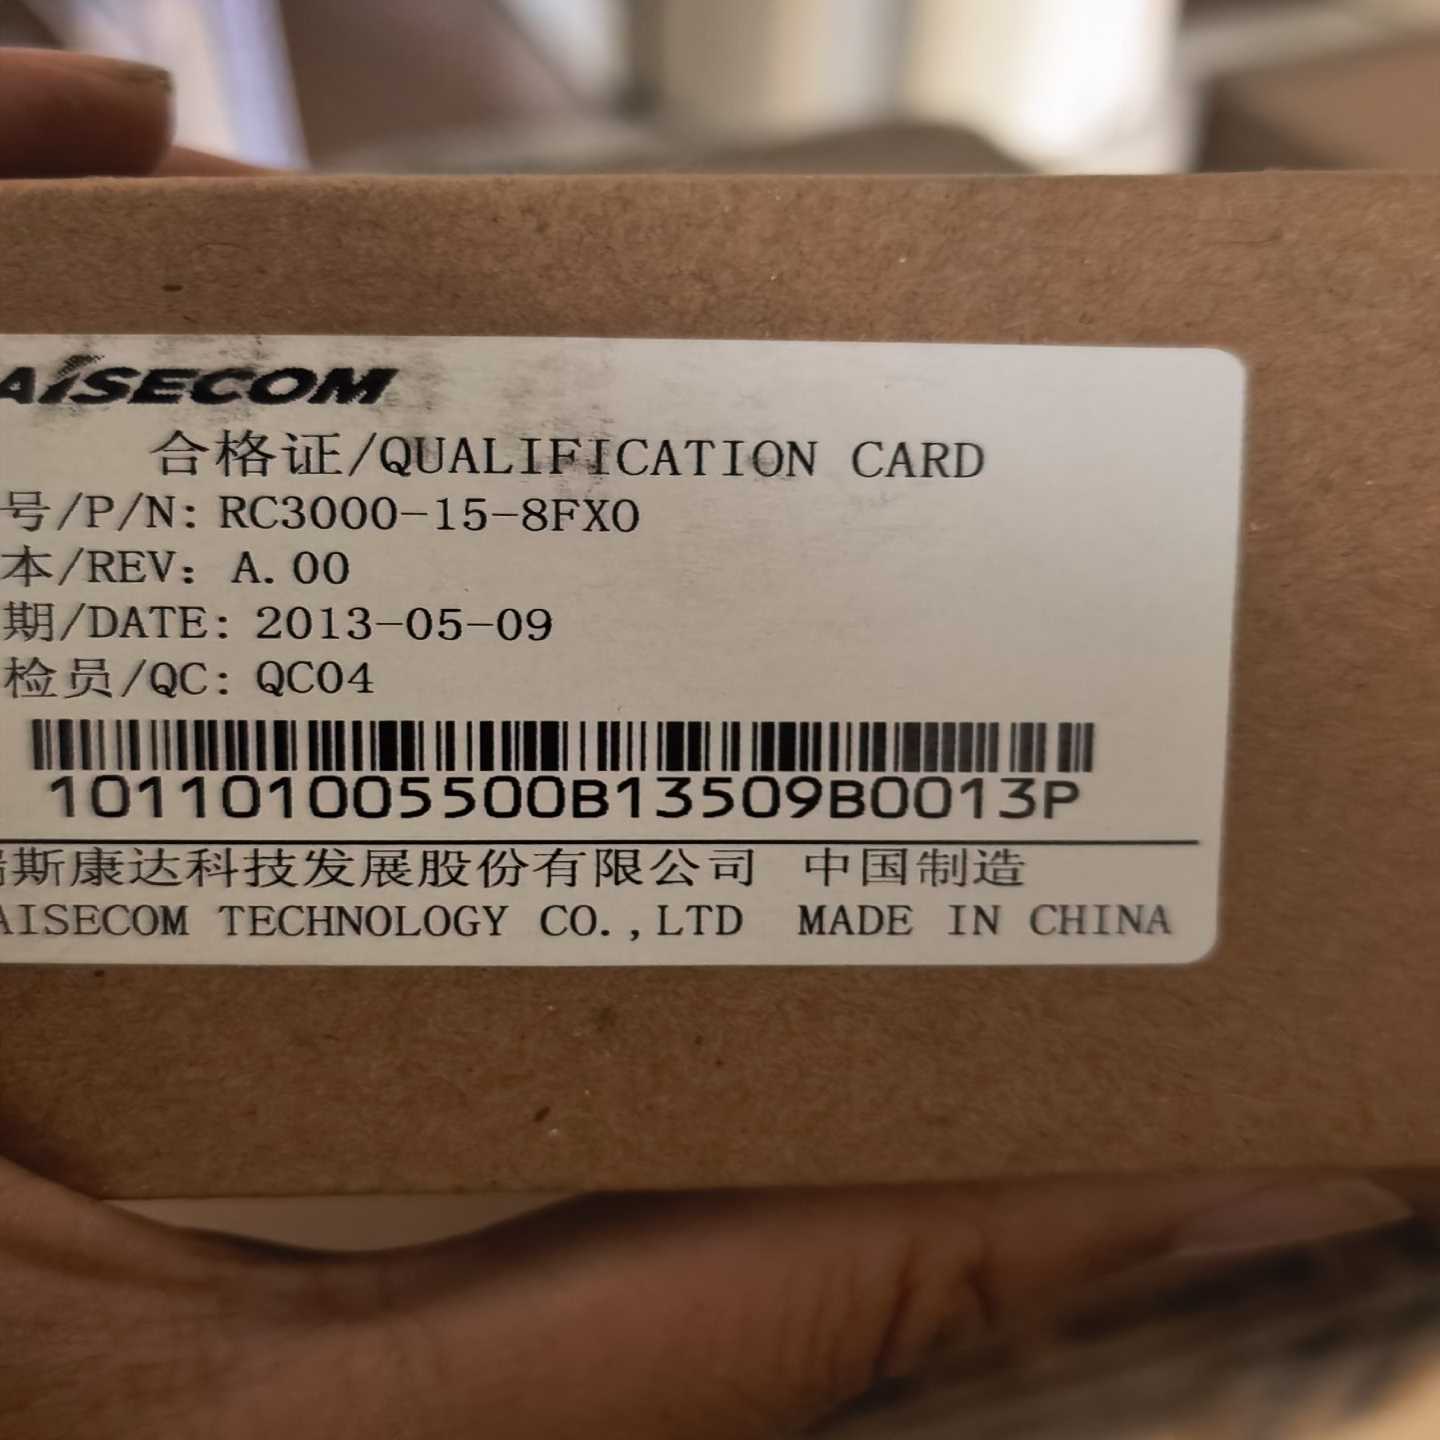 AISECOM
合格证/QUALIFICATION CARD
号/P/N: RC3000-15-8FXO
本/REV: A.00
期/DATE: 2013-05-09
检员/QC: QC04
101101005500B13509B0013P
斯康达科技发展股份有限公司 中国制造
AISECOM TECHNOLOGY CO.,LTD MADE IN CHINA